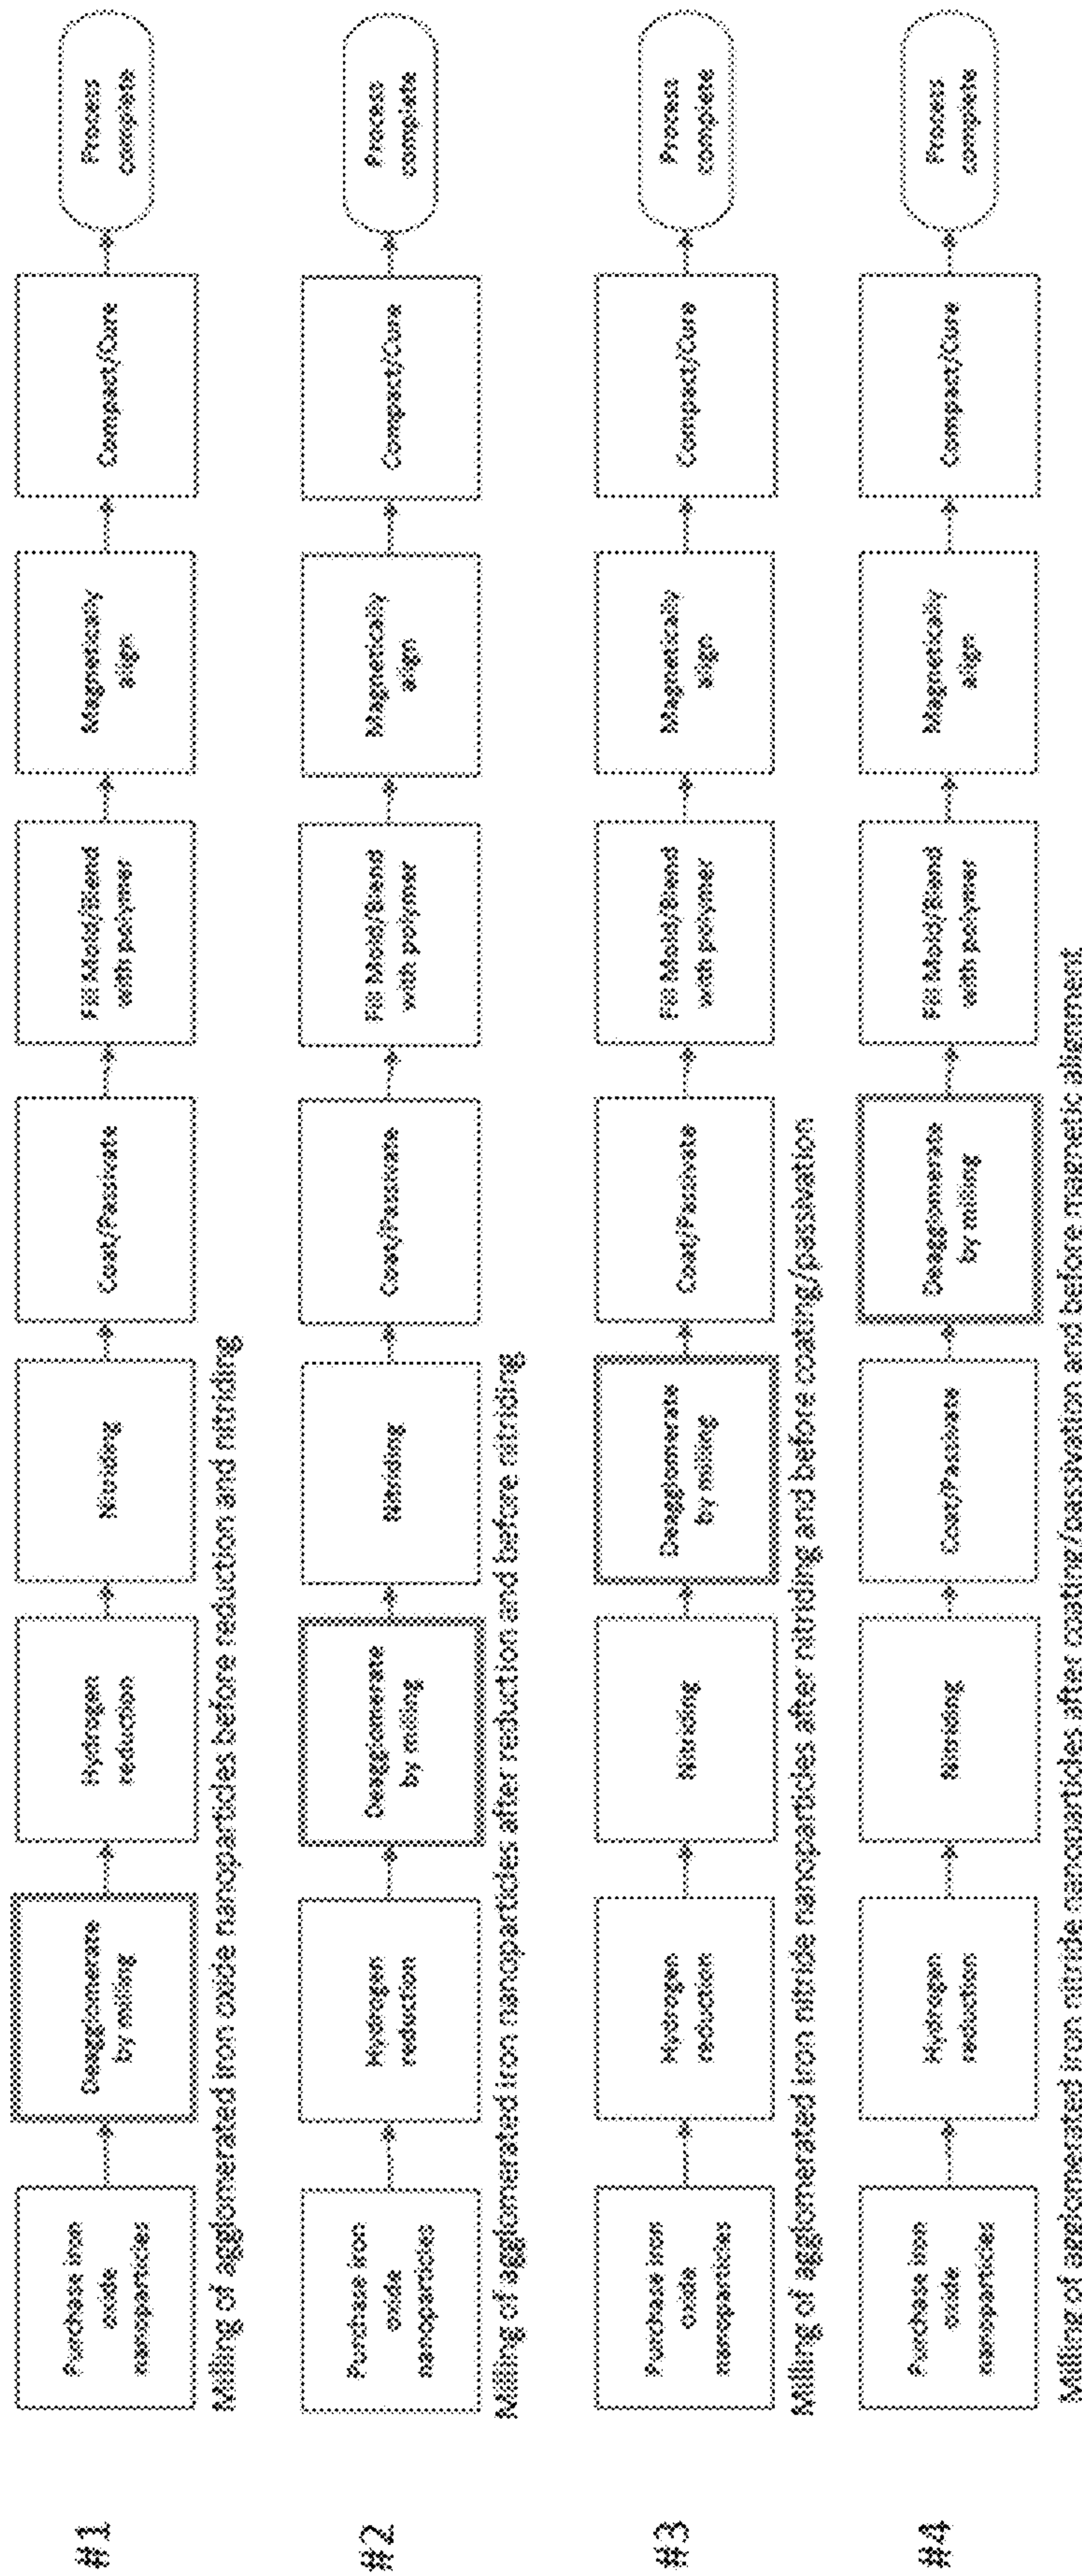 #1
Purchase iron
oxide
nanoparticles
Deagglomerate
by milling
Hydrogen
reduction
Nitriding
Coat/Passivate
Fill Mold/Blend
with polymer
Magnetically
align
Compact/Cure
Process
complete
Milling of agglomerated iron oxide nanoparticles before reduction and nitriding
#2
Purchase iron
oxide
nanoparticles
Hydrogen
reduction
Deagglomerate
by milling
Nitriding
Coat/Passivate
Fill Mold/Blend
with polymer
Magnetically
align
Compact/Cure
Process
complete
Milling of agglomerated iron nanoparticles after reduction and before nitriding
#3
Purchase iron
oxide
nanoparticles
Hydrogen
reduction
Nitriding
Deagglomerate
by milling
Coat/Passivate
Fill Mold/Blend
with polymer
Magnetically
align
Compact/Cure
Process
complete
Milling of agglomerated iron nitride nanoparticles after nitriding and before coating/passivation
#4
Purchase iron
oxide
nanoparticles
Hydrogen
reduction
Nitriding
Coat/Passivate
Deagglomerate
by milling
Fill Mold/Blend
with polymer
Magnetically
align
Compact/Cure
Process
complete
Milling of agglomerated iron nitride nanoparticles after coating/passivation and before magnetic alignment